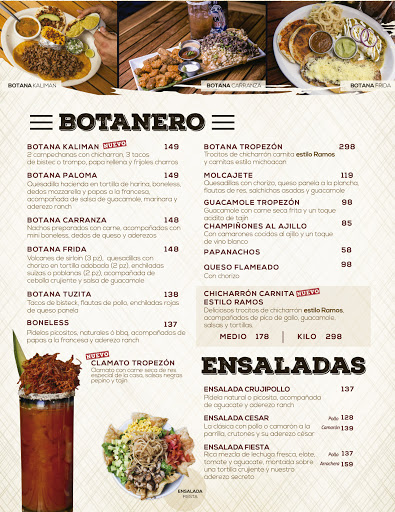 BOTANA KALIMAN
BOTANA CARRANZA
BOTANA FRIDA
BOTANERO
BOTANA KALIMAN NUEVO 149
2 campechanas con chicharrón, 3 tacos
de bistec o trompo, papa rellena y frijoles charros
BOTANA PALOMA 149
Quesadilla hacienda en tortilla de harina, boneless,
dedos mozzarella y papas a la francesa,
acompañada de salsa de guacamole, marinara y
aderezo ranch
BOTANA CARRANZA 148
Nachos preparados con carne, acompañados con
mini boneless, dedos de queso y aderezos
BOTANA FRIDA 148
Volcanes de sirloin (3 pz), quesadillas con
chorizo en tortilla adobada (2 pz), enchiladas
suizas o poblanas (2 pz), acompañada de
cebolla crujiente y salsa de guacamole
BOTANA TUZITA 138
Tacos de bisteck, flautas de pollo, enchiladas rojas
de queso panela
BONELESS 137
Pídelos picositos, naturales ó bbq, acompañados de
papas a la francesa y aderezo ranch
NUEVO
CLAMATO TROPEZÓN
Clamato con carne seca de res
especial de la casa, salsas negras
pepino y tajín
BOTANA TROPEZÓN 298
Trocitos de chicharrón carnita estilo Ramos
y carnitas estilo michoacan
MOLCAJETE 119
Quesadillas con chorizo, queso panela a la plancha,
flautas de res, salchichas asadas y guacamole
GUACAMOLE TROPEZÓN 98
Guacamole con carne seca frita y un toque
acidito de tajín
CHAMPIÑONES AL AJILLO 85
Con camarones cocidos al ajillo y un toque
de vino blanco
PAPANACHOS 58
QUESO FLAMEADO 98
Con chorizo
CHICHARRÓN CARNITA NUEVO
ESTILO RAMOS
Deliciosos trocitos de chicharrón estilo Ramos,
acompañados de pico de gallo, guacamole,
salsas y tortillas.
MEDIO 178 | KILO 298
ENSALADAS
ENSALADA CRUJIPOLLO 137
Pídela natural o picosita, acompañada
de aguacate y aderezo ranch
ENSALADA CESAR Pollo 128
La clásica con pollo o camarón a la Camarón 139
parrilla, crutones y su aderezo césar
ENSALADA FIESTA Pollo 137
Rica mezcla de lechuga fresca, elote, Arrachera 159
tomate y aguacate, montada sobre
una tortilla crujiente y nuestro
aderezo secreto
ENSALADA
FIESTA